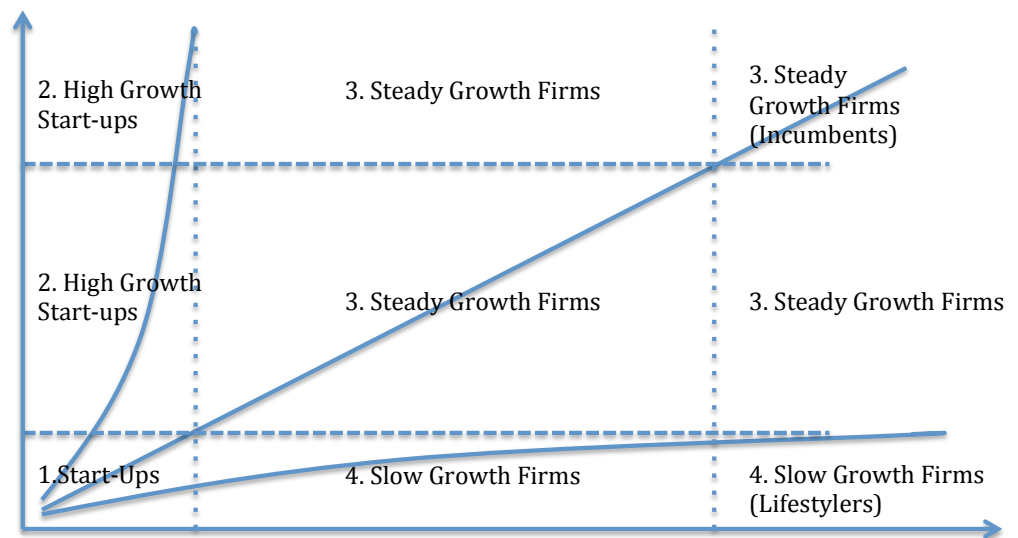 2. High Growth
Start-ups
3. Steady Growth Firms
3. Steady
Growth Firms
(Incumbents)
2. High Growth
Start-ups
3. Steady Growth Firms
3. Steady Growth Firms
1.Start-Ups
4. Slow Growth Firms
4. Slow Growth Firms
(Lifestylers)